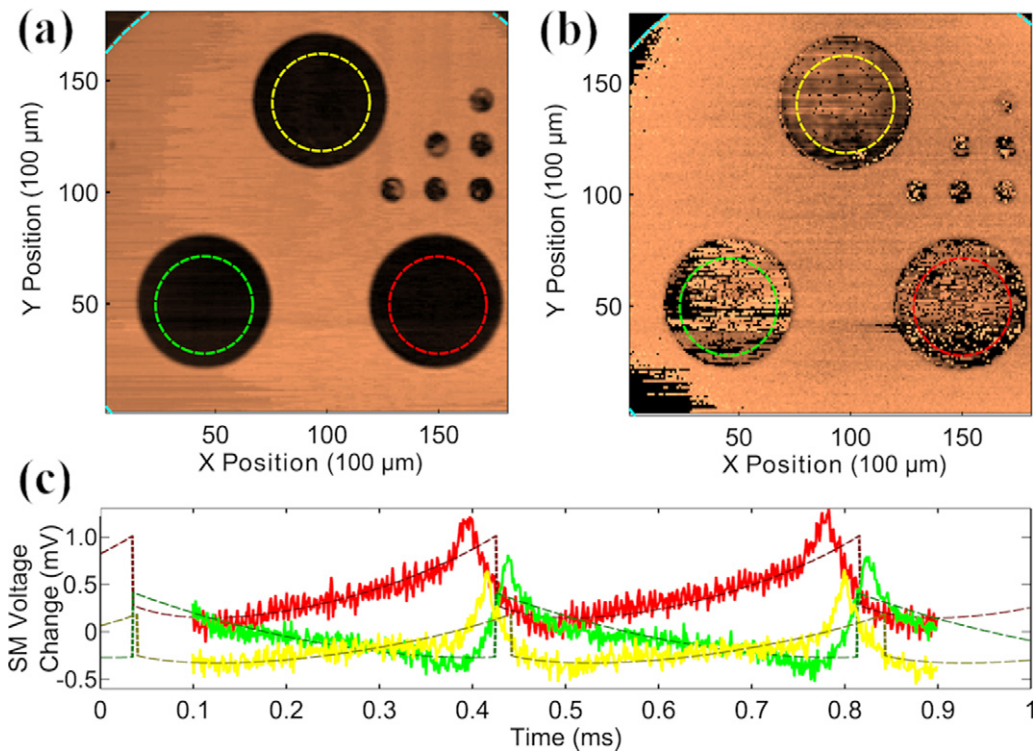 (a)
(b)
Y Position (100 µm)
150
100
50
50 100 150
X Position (100 µm)
Y Position (100 µm)
150
100
50
50 100 150
X Position (100 µm)
(c)
SM Voltage
Change (mV)
1.0
0.5
0
-0.5
0 0.1 0.2 0.3 0.4 0.5 0.6 0.7 0.8 0.9 1
Time (ms)